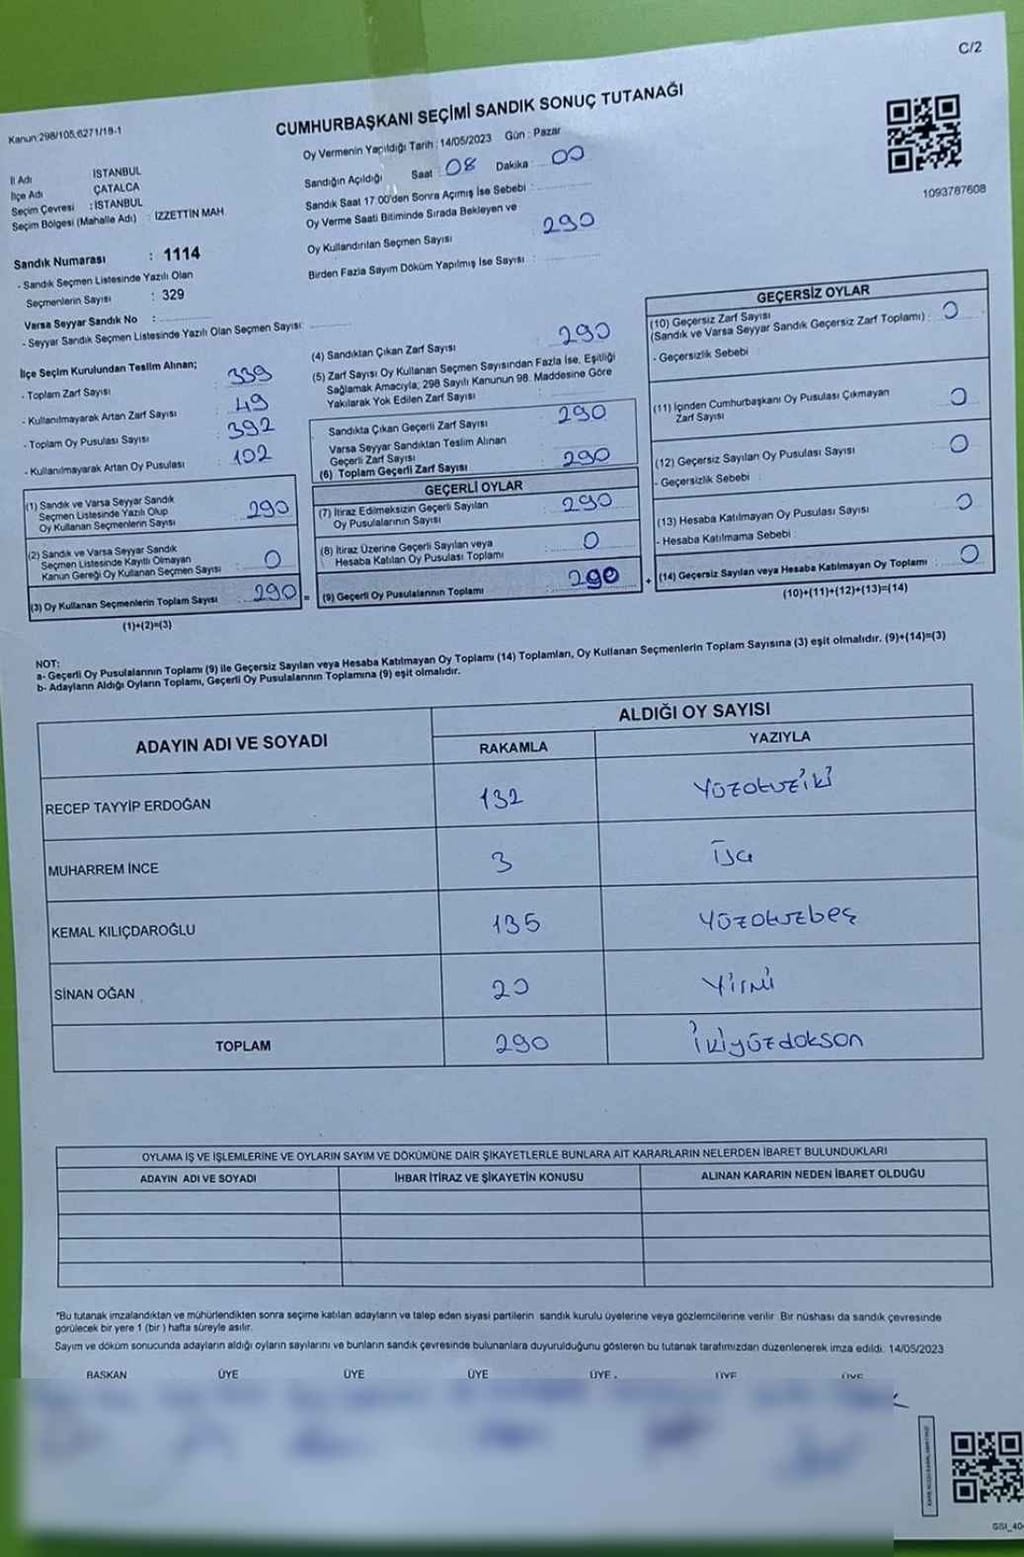 C/2
Kanun:298/105,6271/18-1
CUMHURBAŞKANI SEÇİMİ SANDIK SONUÇ TUTANAĞI
Oy Vermenin Yapıldığı Tarih : 14/05/2023 Gün : Pazar
İl Adı İSTANBUL
İlçe Adı ÇATALCA
Seçim Çevresi : İSTANBUL
Seçim Bölgesi (Mahalle Adı) : İZZETTİN MAH.
Sandığın Açıldığı Saat : 08 Dakika : 00
Sandık Saat 17:00'den Sonra Açımış İse Sebebi :
Oy Verme Saati Bitiminde Sırada Bekleyen ve
Oy Kullandırılan Seçmen Sayısı 290
Birden Fazla Sayım Döküm Yapılmış İse Sayısı :
1093787608
Sandık Numarası : 1114
- Sandık Seçmen Listesinde Yazılı Olan
Seçmenlerin Sayısı : 329
Varsa Seyyar Sandık No :
- Seyyar Sandık Seçmen Listesinde Yazılı Olan Seçmen Sayısı:
İlçe Seçim Kurulundan Teslim Alınan;
- Toplam Zarf Sayısı : 339
- Kullanılmayarak Artan Zarf Sayısı : 49
- Toplam Oy Pusulası Sayısı : 392
- Kullanılmayarak Artan Oy Pusulası : 102
(1) Sandık ve Varsa Seyyar Sandık
Seçmen Listesinde Yazılı Olup
Oy Kullanan Seçmenlerin Sayısı : 290
(2) Sandık ve Varsa Seyyar Sandık
Seçmen Listesinde Kayıtlı Olmayan
Kanun Gereği Oy Kullanan Seçmen Sayısı : 0
(3) Oy Kullanan Seçmenlerin Toplam Sayısı : 290 =
(1)+(2)=(3)
(4) Sandıktan Çıkan Zarf Sayısı : 290
(5) Zarf Sayısı Oy Kullanan Seçmen Sayısından Fazla İse, Eşitliği
Sağlamak Amacıyla, 298 Sayılı Kanunun 98. Maddesine Göre
Yakılarak Yok Edilen Zarf Sayısı :
Sandıkta Çıkan Geçerli Zarf Sayısı : 290
Varsa Seyyar Sandıktan Teslim Alınan
Geçerli Zarf Sayısı
(6) Toplam Geçerli Zarf Sayısı : 290
GEÇERLİ OYLAR
(7) İtiraz Edilmeksizin Geçerli Sayılan
Oy Pusulalarının Sayısı : 290
(8) İtiraz Üzerine Geçerli Sayılan veya
Hesaba Katılan Oy Pusulası Toplamı : 0
(9) Geçerli Oy Pusulalarının Toplamı : 290 +
GEÇERSİZ OYLAR
(10) Geçersiz Zarf Sayısı
(Sandık ve Varsa Seyyar Sandık Geçersiz Zarf Toplamı) : 0
- Geçersizlik Sebebi
(11) İçinden Cumhurbaşkanı Oy Pusulası Çıkmayan
Zarf Sayısı : 0
(12) Geçersiz Sayılan Oy Pusulası Sayısı : 0
- Geçersizlik Sebebi :
(13) Hesaba Katılmayan Oy Pusulası Sayısı : 0
- Hesaba Katılmama Sebebi :
(14) Geçersiz Sayılan veya Hesaba Katılmayan Oy Toplamı : 0
(10)+(11)+(12)+(13)=(14)
NOT:
a- Geçerli Oy Pusulalarının Toplamı (9) ile Geçersiz Sayılan veya Hesaba Katılmayan Oy Toplamı (14) Toplamları, Oy Kullanan Seçmenlerin Toplam Sayısına (3) eşit olmalıdır. (9)+(14)=(3)
b- Adayların Aldığı Oyların Toplamı, Geçerli Oy Pusulalarının Toplamına (9) eşit olmalıdır.
ADAYIN ADI VE SOYADI
ALDIĞI OY SAYISI
RAKAMLA YAZIYLA
RECEP TAYYİP ERDOĞAN 132 Yüzotuziki
MUHARREM İNCE 3 Üç
KEMAL KILIÇDAROĞLU 135 Yüzotuzbeş
SİNAN OĞAN 20 Yirmi
TOPLAM 290 İkiyüzdokson
OYLAMA İŞ VE İŞLEMLERİNE VE OYLARIN SAYIM VE DÖKÜMÜNE DAİR ŞİKAYETLERLE BUNLARA AİT KARARLARIN NELERDEN İBARET BULUNDUKLARI
ADAYIN ADI VE SOYADI İHBAR İTİRAZ VE ŞİKAYETİN KONUSU ALINAN KARARIN NEDEN İBARET OLDUĞU
*Bu tutanak imzalandıktan ve mühürlendikten sonra seçime katılan adayların ve talep eden siyasi partilerin sandık kurulu üyelerine veya gözlemcilerine verilir. Bir nüshası da sandık çevresinde
görülecek bir yere 1 (bir) hafta süreyle asılır.
Sayım ve döküm sonucunda adayların aldığı oyların sayılarını ve bunların sandık çevresinde bulunanlara duyurulduğunu gösteren bu tutanak tarafımızdan düzenlenerek imza edildi. 14/05/2023
BAŞKAN ÜYE ÜYE ÜYE ÜYE ÜYE ÜYE